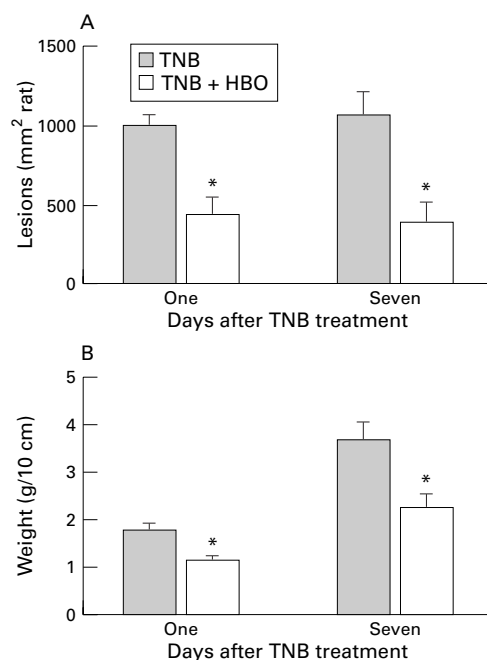 A
1500
1000
500
0
Lesions (mm² rat)
TNB
TNB + HBO
*
*
One Seven
Days after TNB treatment
B
5
4
3
2
1
0
Weight (g/10 cm)
*
*
One Seven
Days after TNB treatment